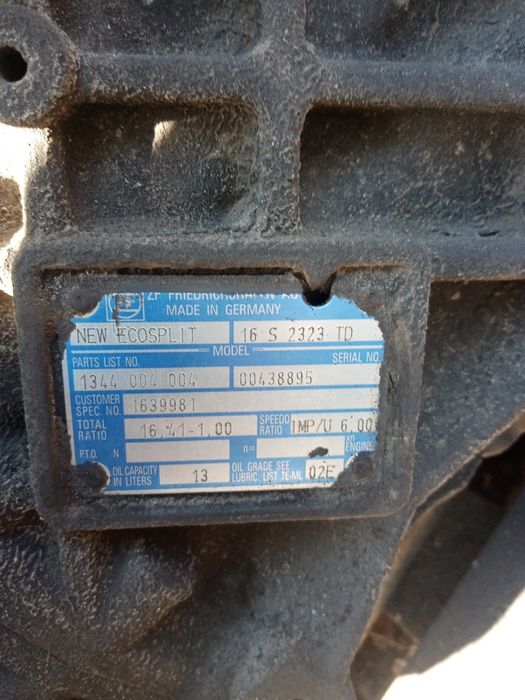 ZF FRIEDRICHSHAFEN AG
MADE IN GERMANY
NEW ECOSPLIT 16 S 2323 TD
MODEL
PARTS LIST NO. SERIAL NO.
1344 004 004 00438895
CUSTOMER SPEC. NO. 1639981
TOTAL RATIO 16,41-1,00 SPEEDO RATIO IMP/U 6,00
P.T.O. N n= xn ENGINE
OIL CAPACITY IN LITERS 13 OIL GRADE SEE LUBRIC. LIST TE-ML 02E